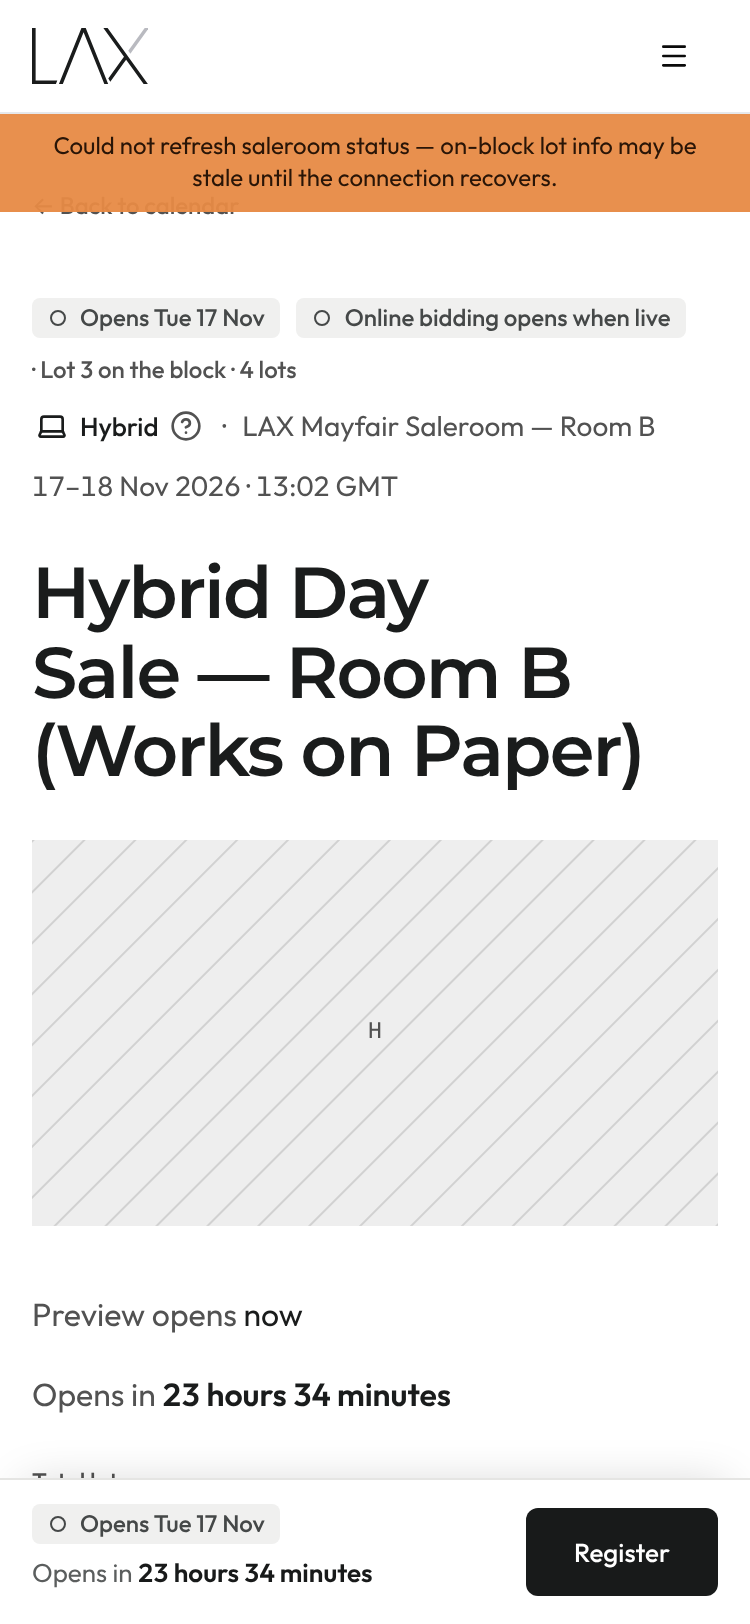 LAX
Could not refresh saleroom status — on-block lot info may be
stale until the connection recovers.
← Back to calendar
Opens Tue 17 Nov
Online bidding opens when live
· Lot 3 on the block · 4 lots
Hybrid ? · LAX Mayfair Saleroom — Room B
17–18 Nov 2026 · 13:02 GMT
Hybrid Day
Sale — Room B
(Works on Paper)
H
Preview opens now
Opens in 23 hours 34 minutes
Opens Tue 17 Nov
Opens in 23 hours 34 minutes
Register